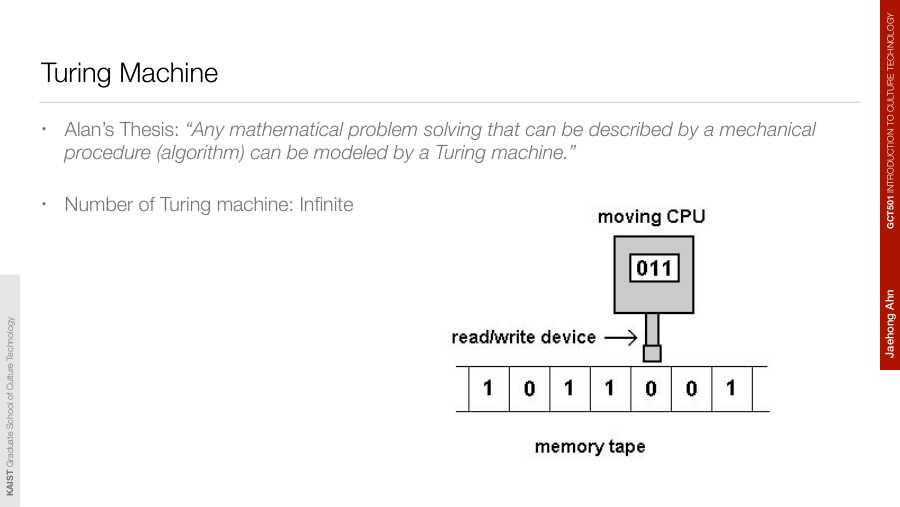 Turing Machine
• Alan’s Thesis: “Any mathematical problem solving that can be described by a mechanical
procedure (algorithm) can be modeled by a Turing machine.”
• Number of Turing machine: Infinite
moving CPU
011
read/write device
1 0 1 1 0 0 1
memory tape
GCT501 INTRODUCTION TO CULTURE TECHNOLOGY
Jaehong Ahn
KAIST Graduate School of Culture Technology